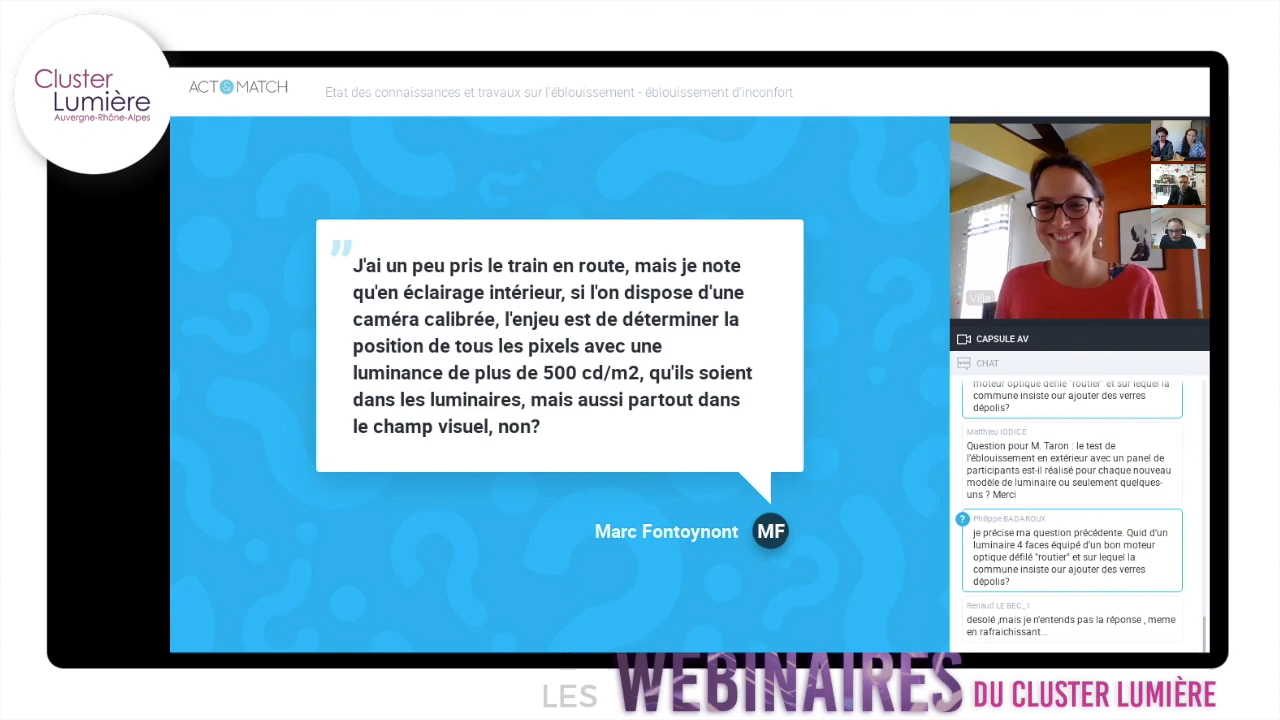 Cluster
Lumière
Auvergne-Rhône-Alpes
ACT & MATCH
Etat des connaissances et travaux sur l'éblouissement - éblouissement d'inconfort
J'ai un peu pris le train en route, mais je note
qu'en éclairage intérieur, si l'on dispose d'une
caméra calibrée, l'enjeu est de déterminer la
position de tous les pixels avec une
luminance de plus de 500 cd/m2, qu'ils soient
dans les luminaires, mais aussi partout dans
le champ visuel, non?
Marc Fontoynont
MF
CAPSULE AV
CHAT
moteur optique défilé "routier" et sur lequel la
commune insiste our ajouter des verres
dépolis?
Matthieu IODICE
Question pour M. Taron : le test de
l'éblouissement en extérieur avec un panel de
participants est-il réalisé pour chaque nouveau
modèle de luminaire ou seulement quelques-
uns ? Merci
?
Philippe BADAROUX
je précise ma question précédente. Quid d'un
luminaire 4 faces équipé d'un bon moteur
optique défilé "routier" et sur lequel la
commune insiste our ajouter des verres
dépolis?
Renaud LE BEC_1
desolé ,mais je n'entends pas la réponse , meme
en rafraichissant...
LES WEBINAIRES DU CLUSTER LUMIÈRE